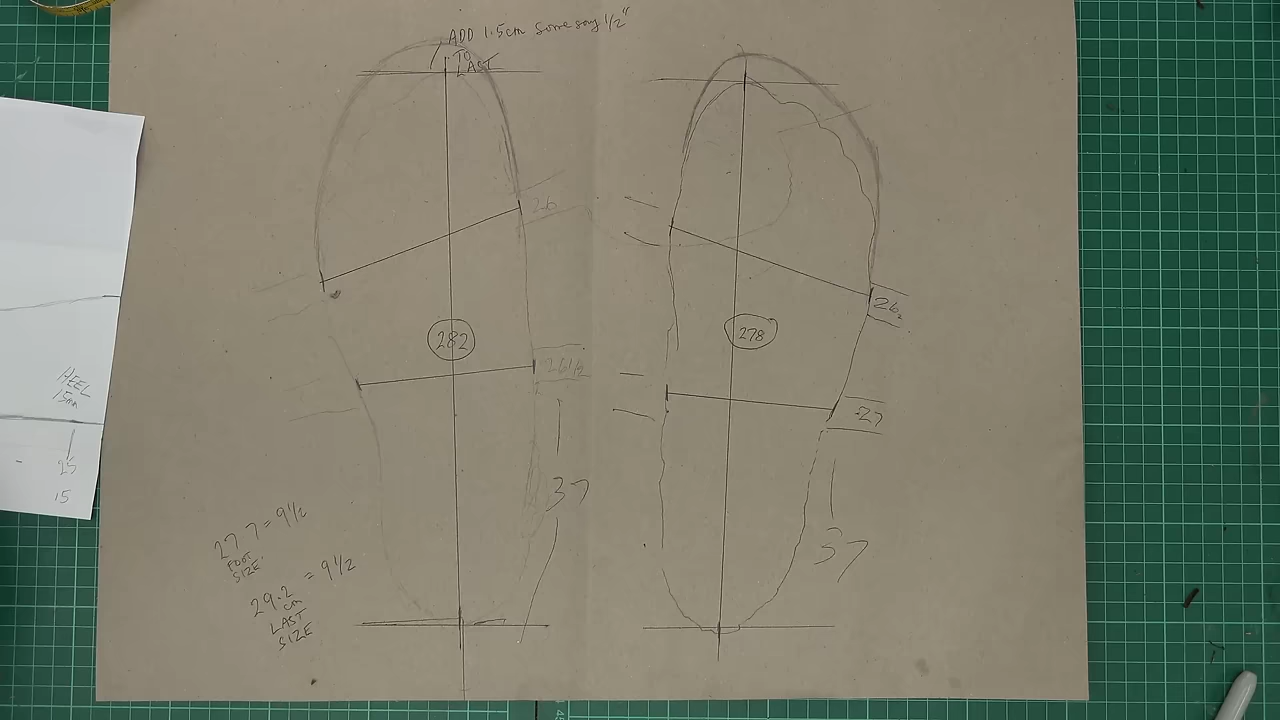 ADD 1.5cm Some say 1/2"
TO
LAST
26
26
282
278
26 1/2
27
37
37
HEEL
15mm
25
15
27 7 = 9 1/2
FOOT
SIZE
29.2 = 9 1/2
cm
LAST
SIZE